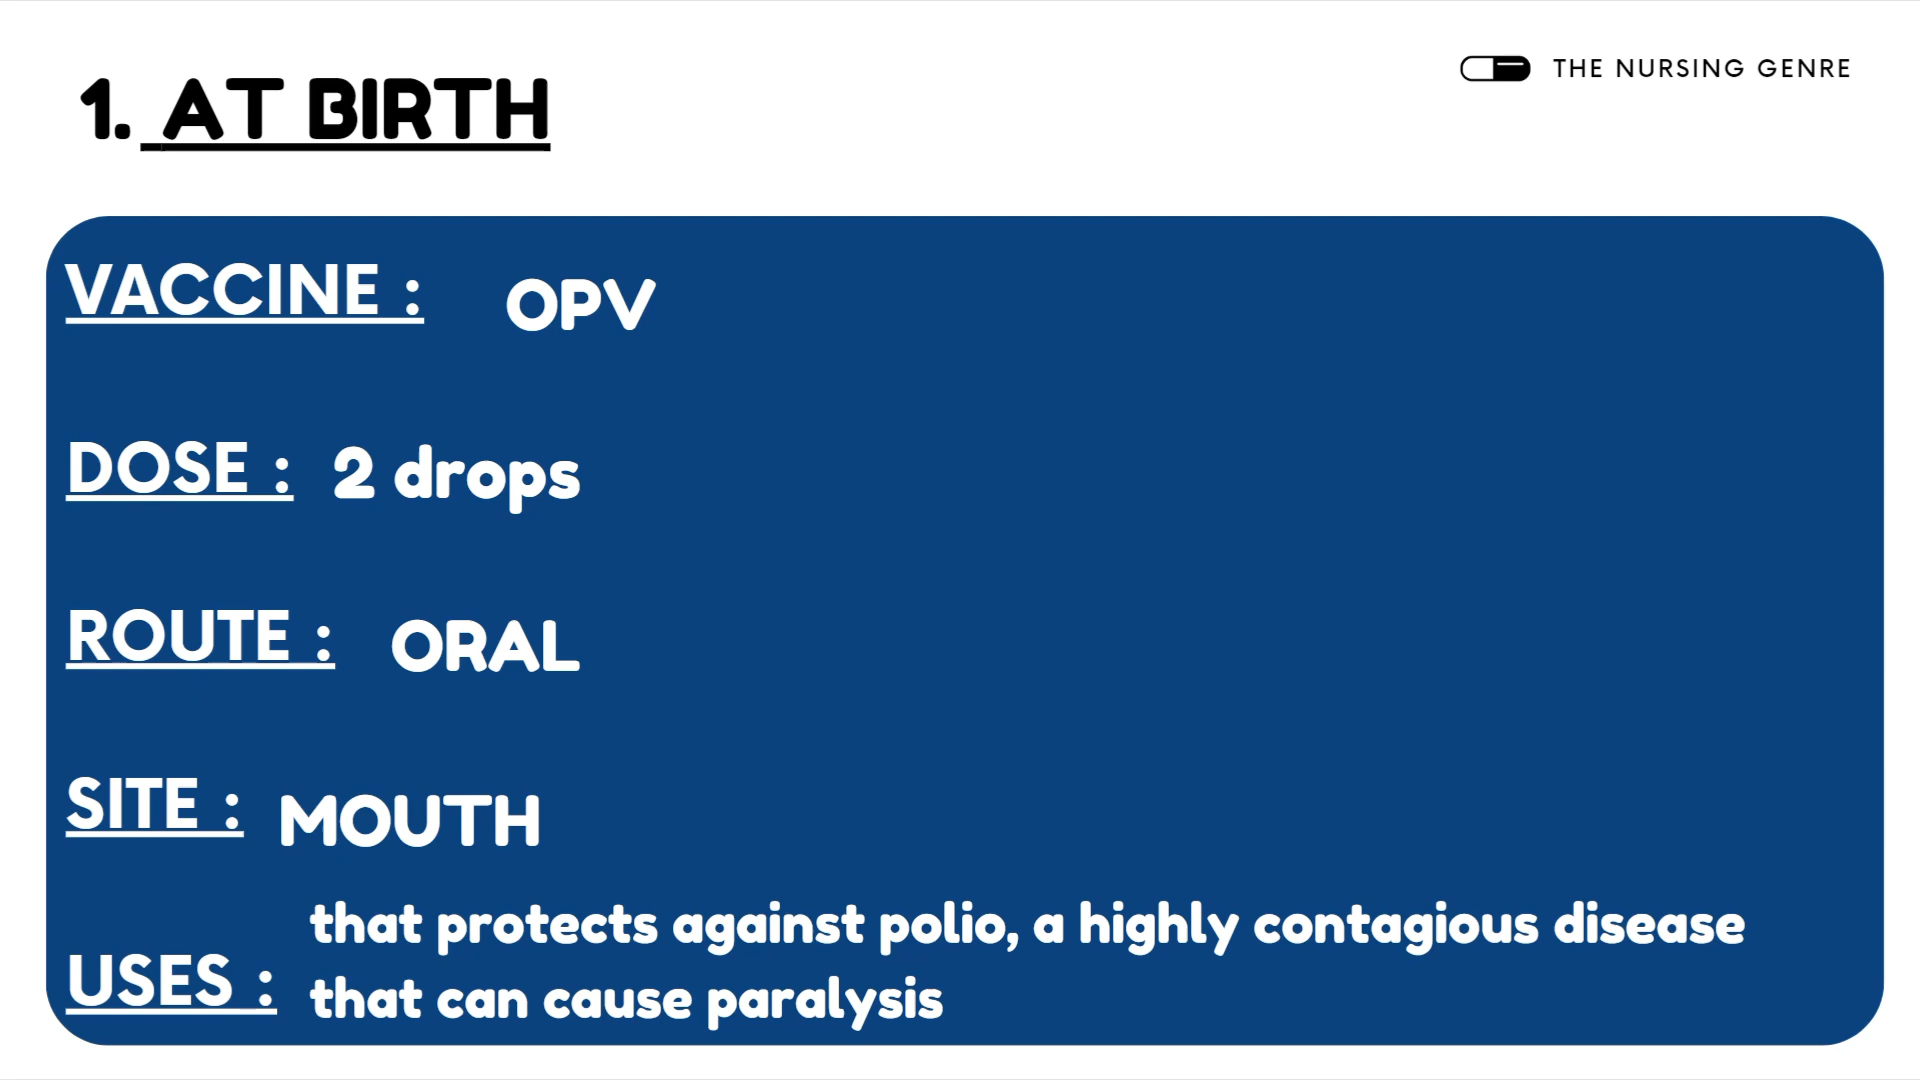 1. AT BIRTH
THE NURSING GENRE
VACCINE : OPV
DOSE : 2 drops
ROUTE : ORAL
SITE : MOUTH
USES : that protects against polio, a highly contagious disease
that can cause paralysis